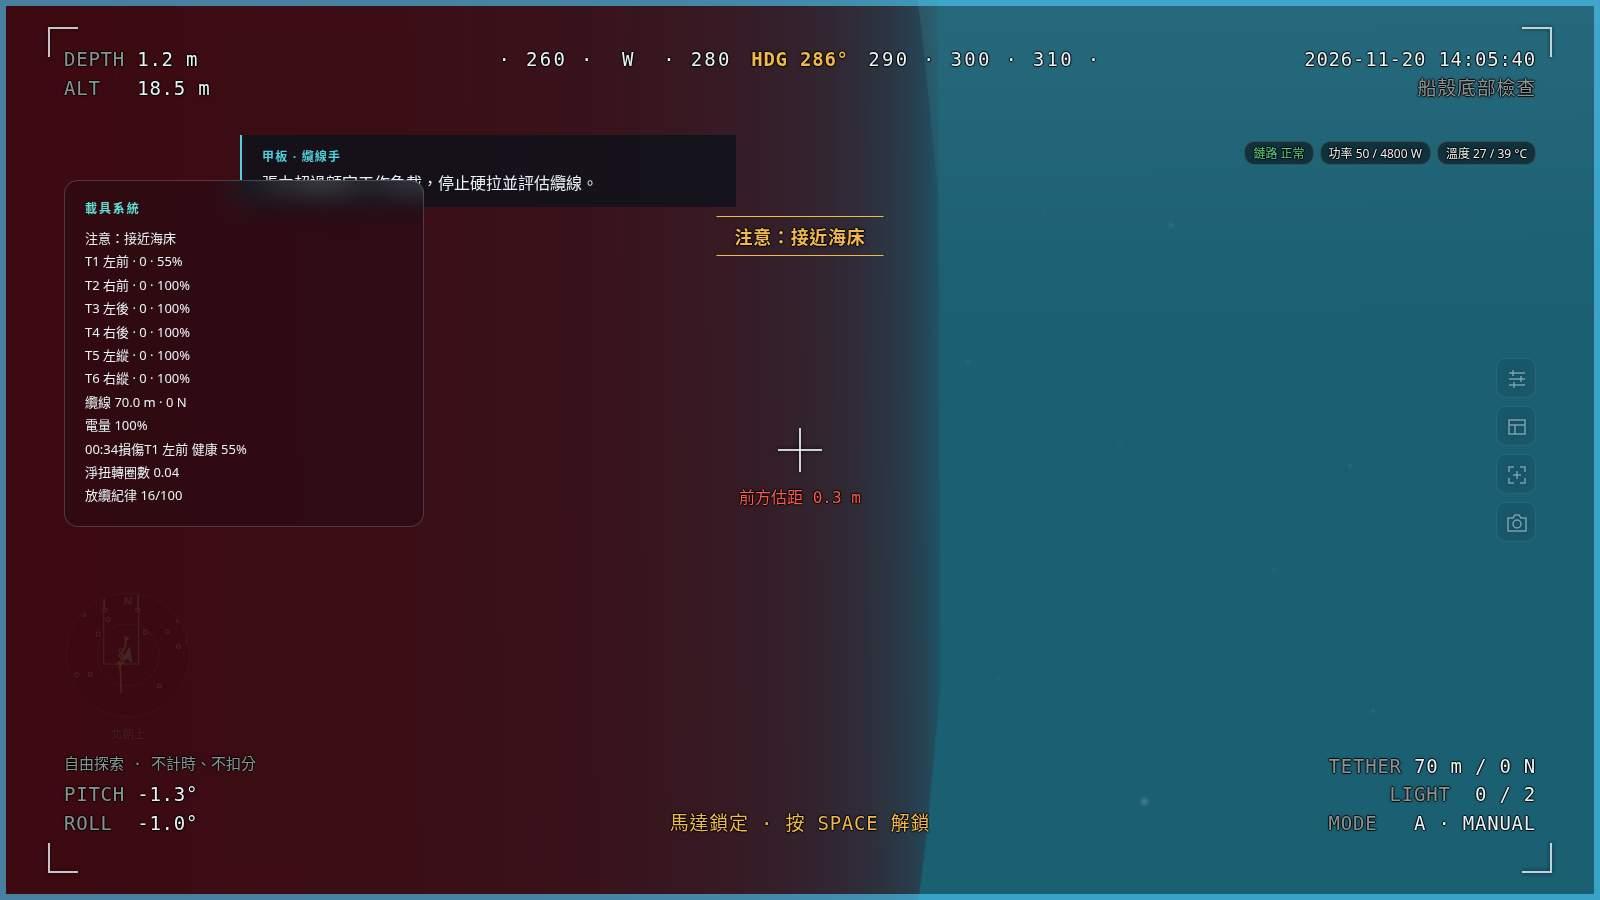 DEPTH 1.2 m
ALT 18.5 m
· 260 · W · 280 HDG 286° 290 · 300 · 310 ·
2026-11-20 14:05:40
船殼底部檢查
鏈路 正常 功率 50 / 4800 W 溫度 27 / 39 °C
甲板 · 纜線手
,停止硬拉並評估纜線。
注意:接近海床
載具系統
注意:接近海床
T1 左前 · 0 · 55%
T2 右前 · 0 · 100%
T3 左後 · 0 · 100%
T4 右後 · 0 · 100%
T5 左縱 · 0 · 100%
T6 右縱 · 0 · 100%
纜線 70.0 m · 0 N
電量 100%
00:34損傷T1 左前 健康 55%
淨扭轉圈數 0.04
放纜紀律 16/100
前方估距 0.3 m
N
北朝上
自由探索 · 不計時、不扣分
PITCH -1.3°
ROLL -1.0°
馬達鎖定 · 按 SPACE 解鎖
TETHER 70 m / 0 N
LIGHT 0 / 2
MODE A · MANUAL